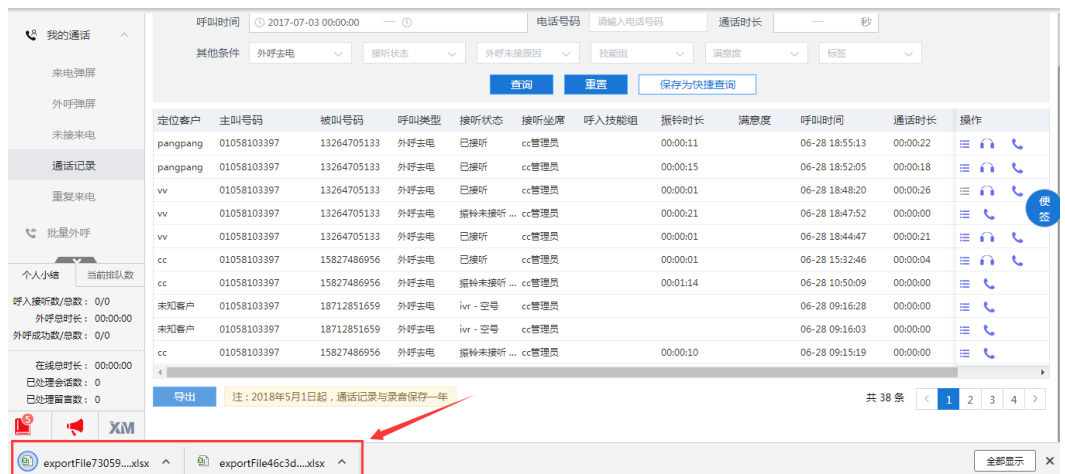 呼叫时间 2017-07-03 00:00:00 — 电话号码 请输入电话号码 通话时长 — 秒
其他条件 外呼去电 接听状态 外呼未接原因 技能组 满意度 标签
查询 重置 保存为快捷查询
我的通话
来电弹屏
外呼弹屏
未接来电
通话记录
重复来电
批量外呼
个人小结 当前排队数
呼入接听数/总数： 0/0
外呼总时长： 00:00:00
外呼成功数/总数： 0/0
在线总时长： 00:00:00
已处理会话数： 0
已处理留言数： 0
5
XM
定位客户 主叫号码 被叫号码 呼叫类型 接听状态 接听坐席 呼入技能组 振铃时长 满意度 呼叫时间 通话时长 操作
pangpang 01058103397 13264705133 外呼去电 已接听 cc管理员 00:00:11 06-28 18:55:13 00:00:22
pangpang 01058103397 13264705133 外呼去电 已接听 cc管理员 00:00:15 06-28 18:52:05 00:00:18
vv 01058103397 13264705133 外呼去电 已接听 cc管理员 00:00:01 06-28 18:48:20 00:00:26
vv 01058103397 13264705133 外呼去电 振铃未接听 ... cc管理员 00:00:21 06-28 18:47:52 00:00:00
vv 01058103397 13264705133 外呼去电 已接听 cc管理员 00:00:01 06-28 18:44:47 00:00:21
cc 01058103397 15827486956 外呼去电 已接听 cc管理员 00:00:01 06-28 15:32:46 00:00:04
cc 01058103397 15827486956 外呼去电 振铃未接听 ... cc管理员 00:01:14 06-28 10:50:09 00:00:00
未知客户 01058103397 18712851659 外呼去电 ivr - 空号 cc管理员 06-28 09:16:28 00:00:00
未知客户 01058103397 18712851659 外呼去电 ivr - 空号 cc管理员 06-28 09:16:03 00:00:00
cc 01058103397 15827486956 外呼去电 振铃未接听 ... cc管理员 00:00:10 06-28 09:15:19 00:00:00
便签
导出 注：2018年5月1日起，通话记录与录音保存一年 共 38 条 < 1 2 3 4 >
exportFile73059....xlsx exportFile46c3d....xlsx 全部显示